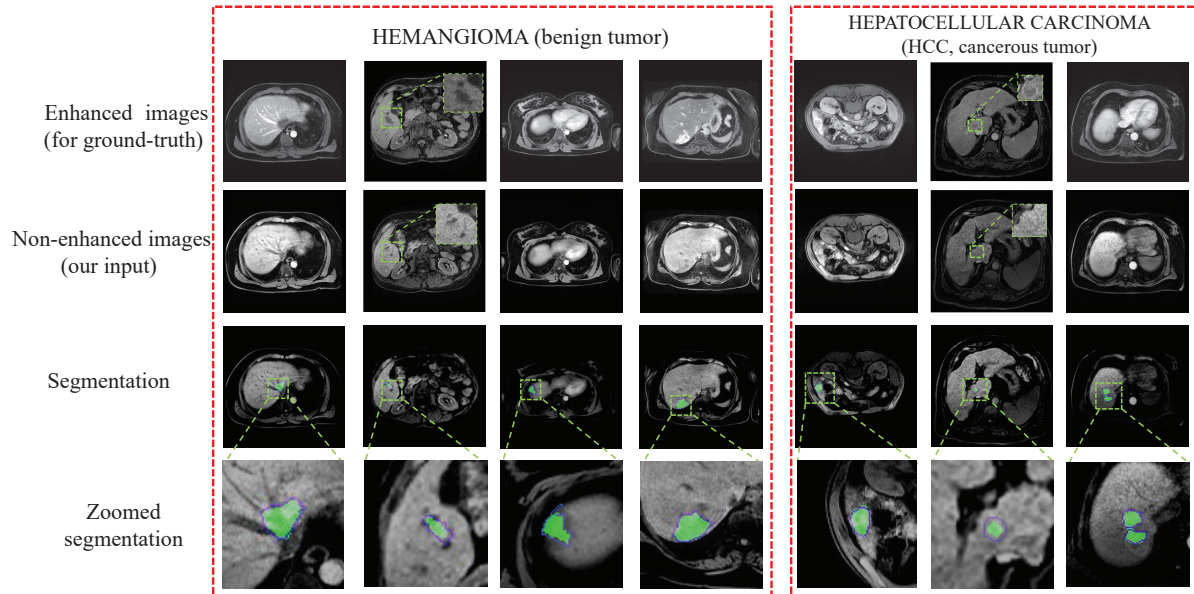 HEMANGIOMA (benign tumor)
HEPATOCELLULAR CARCINOMA
(HCC, cancerous tumor)
Enhanced images
(for ground-truth)
Non-enhanced images
(our input)
Segmentation
Zoomed
segmentation